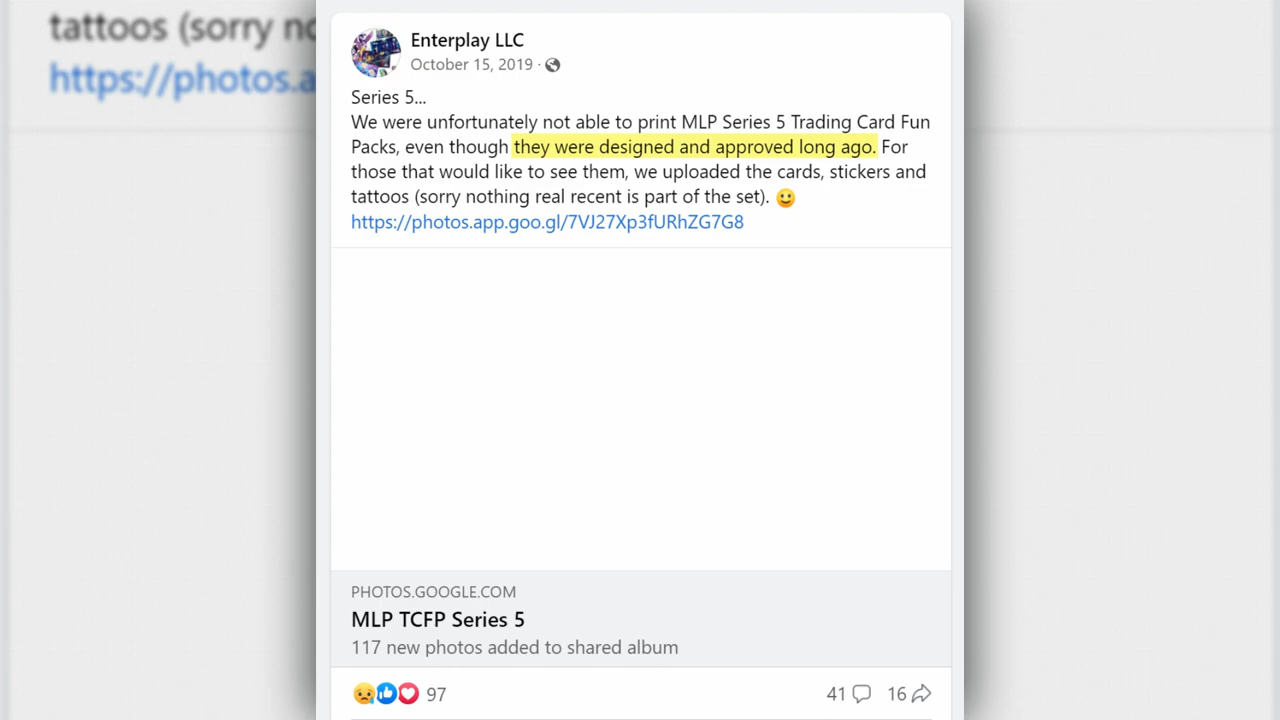 tattoos (sorry no
https://photos.a
Enterplay LLC
October 15, 2019 ·
Series 5...
We were unfortunately not able to print MLP Series 5 Trading Card Fun
Packs, even though they were designed and approved long ago. For
those that would like to see them, we uploaded the cards, stickers and
tattoos (sorry nothing real recent is part of the set). 🙂
https://photos.app.goo.gl/7VJ27Xp3fURhZG7G8
PHOTOS.GOOGLE.COM
MLP TCFP Series 5
117 new photos added to shared album
97
41
16